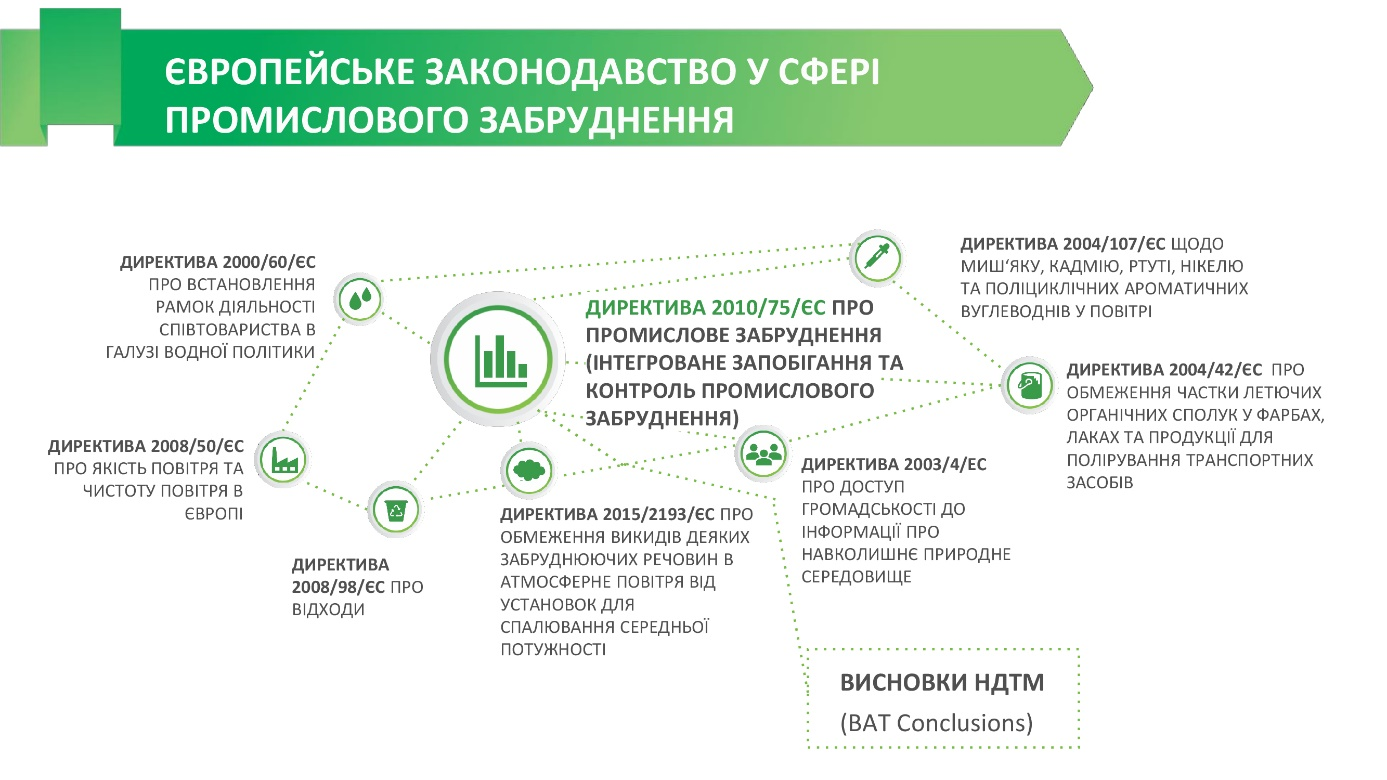 ЄВРОПЕЙСЬКЕ ЗАКОНОДАВСТВО У СФЕРІ
ПРОМИСЛОВОГО ЗАБРУДНЕННЯ
ДИРЕКТИВА 2000/60/ЄС
ПРО ВСТАНОВЛЕННЯ
РАМОК ДІЯЛЬНОСТІ
СПІВТОВАРИСТВА В
ГАЛУЗІ ВОДНОЇ ПОЛІТИКИ
ДИРЕКТИВА 2010/75/ЄС ПРО
ПРОМИСЛОВЕ ЗАБРУДНЕННЯ
(ІНТЕГРОВАНЕ ЗАПОБІГАННЯ ТА
КОНТРОЛЬ ПРОМИСЛОВОГО
ЗАБРУДНЕННЯ)
ДИРЕКТИВА 2004/107/ЄС ЩОДО
МИШ‘ЯКУ, КАДМІЮ, РТУТІ, НІКЕЛЮ
ТА ПОЛІЦИКЛІЧНИХ АРОМАТИЧНИХ
ВУГЛЕВОДНІВ У ПОВІТРІ
ДИРЕКТИВА 2004/42/ЄС ПРО
ОБМЕЖЕННЯ ЧАСТКИ ЛЕТЮЧИХ
ОРГАНІЧНИХ СПОЛУК У ФАРБАХ,
ЛАКАХ ТА ПРОДУКЦІЇ ДЛЯ
ПОЛІРУВАННЯ ТРАНСПОРТНИХ
ЗАСОБІВ
ДИРЕКТИВА 2008/50/ЄС
ПРО ЯКІСТЬ ПОВІТРЯ ТА
ЧИСТОТУ ПОВІТРЯ В
ЄВРОПІ
ДИРЕКТИВА
2008/98/ЄС ПРО
ВІДХОДИ
ДИРЕКТИВА 2015/2193/ЄС ПРО
ОБМЕЖЕННЯ ВИКИДІВ ДЕЯКИХ
ЗАБРУДНЮЮЧИХ РЕЧОВИН В
АТМОСФЕРНЕ ПОВІТРЯ ВІД
УСТАНОВОК ДЛЯ
СПАЛЮВАННЯ СЕРЕДНЬОЇ
ПОТУЖНОСТІ
ДИРЕКТИВА 2003/4/ЕС
ПРО ДОСТУП
ГРОМАДСЬКОСТІ ДО
ІНФОРМАЦІЇ ПРО
НАВКОЛИШНЄ ПРИРОДНЕ
СЕРЕДОВИЩЕ
ВИСНОВКИ НДТМ
(BAT Conclusions)